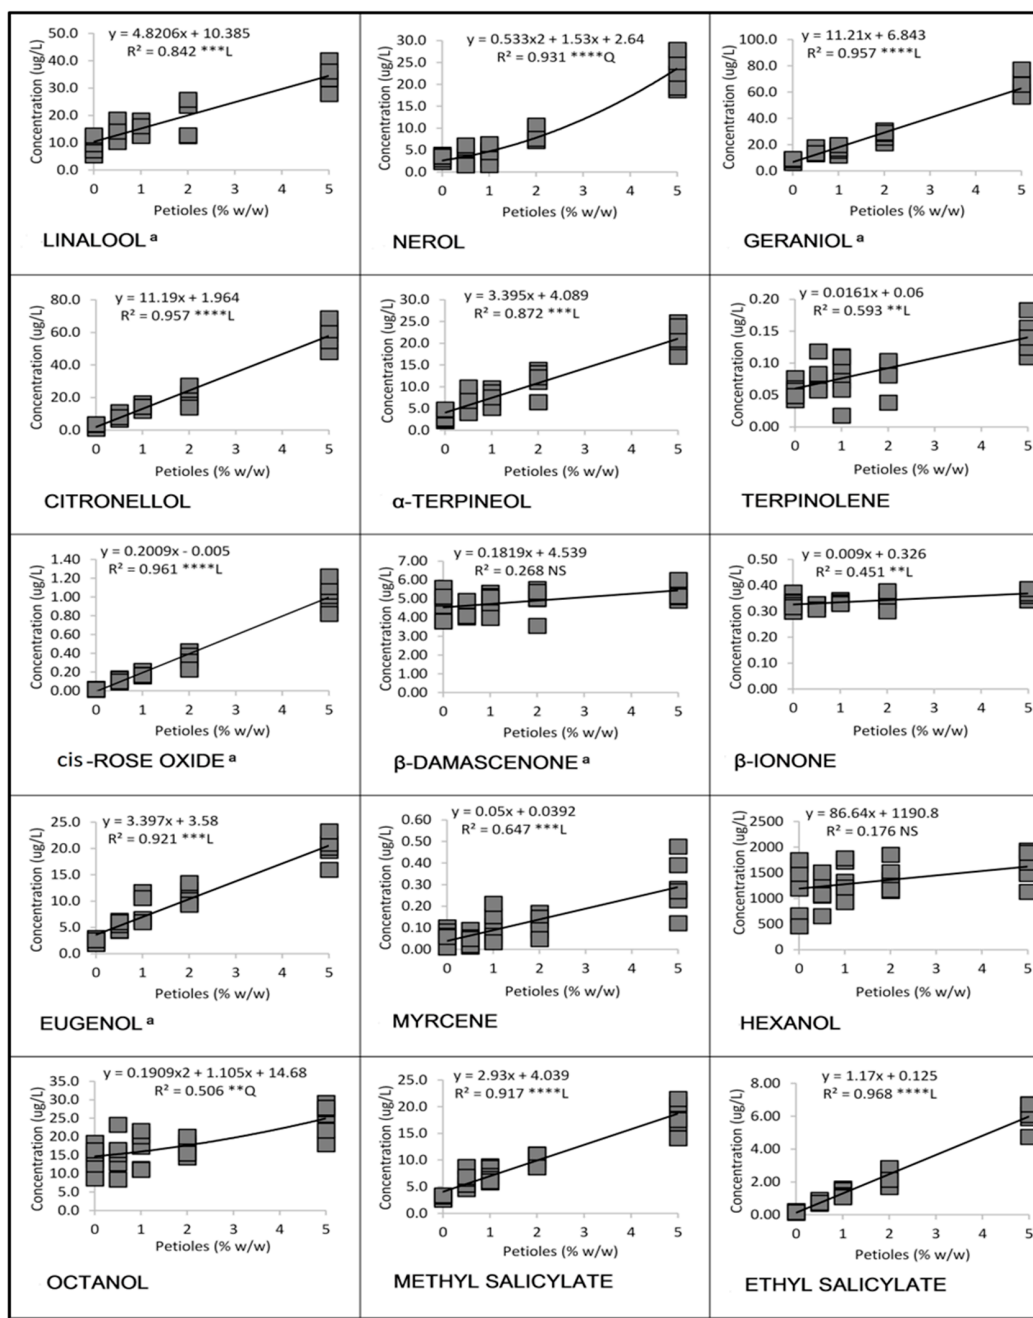 y = 4.8206x + 10.385
R² = 0.842 ***L
Concentration (ug/L)
50.0
40.0
30.0
20.0
10.0
0.0
0 1 2 3 4 5
Petioles (% w/w)
LINALOOL ᵃ
y = 0.533x2 + 1.53x + 2.64
R² = 0.931 ****Q
Concentration (ug/L)
30.0
25.0
20.0
15.0
10.0
5.0
0.0
0 1 2 3 4 5
Petioles (% w/w)
NEROL
y = 11.21x + 6.843
R² = 0.957 ****L
Concentration (ug/L)
100.0
80.0
60.0
40.0
20.0
0.0
0 1 2 3 4 5
Petioles (% w/w)
GERANIOL ᵃ
y = 11.19x + 1.964
R² = 0.957 ****L
Concentration (ug/L)
80.0
60.0
40.0
20.0
0.0
0 1 2 3 4 5
Petioles (% w/w)
CITRONELLOL
y = 3.395x + 4.089
R² = 0.872 ***L
Concentration (ug/L)
30.0
25.0
20.0
15.0
10.0
5.0
0.0
0 1 2 3 4 5
Petioles (% w/w)
α-TERPINEOL
y = 0.0161x + 0.06
R² = 0.593 **L
Concentration (ug/L)
0.20
0.15
0.10
0.05
0.00
0 1 2 3 4 5
Petioles (% w/w)
TERPINOLENE
y = 0.2009x - 0.005
R² = 0.961 ****L
Concentration (ug/L)
1.40
1.20
1.00
0.80
0.60
0.40
0.20
0.00
0 1 2 3 4 5
Petioles (% w/w)
cis-ROSE OXIDE ᵃ
y = 0.1819x + 4.539
R² = 0.268 NS
Concentration (ug/L)
7.00
6.00
5.00
4.00
3.00
2.00
1.00
0.00
0 1 2 3 4 5
Petioles (% w/w)
β-DAMASCENONE ᵃ
y = 0.009x + 0.326
R² = 0.451 **L
Concentration (ug/L)
0.50
0.40
0.30
0.20
0.10
0.00
0 1 2 3 4 5
Petioles (% w/w)
β-IONONE
y = 3.397x + 3.58
R² = 0.921 ***L
Concentration (ug/L)
25.0
20.0
15.0
10.0
5.0
0.0
0 1 2 3 4 5
Petioles (% w/w)
EUGENOL ᵃ
y = 0.05x + 0.0392
R² = 0.647 ***L
Concentration (ug/L)
0.60
0.50
0.40
0.30
0.20
0.10
0.00
0 1 2 3 4 5
Petioles (% w/w)
MYRCENE
y = 86.64x + 1190.8
R² = 0.176 NS
Concentration (ug/L)
2500
2000
1500
1000
500
0
0 1 2 3 4 5
Petioles (% w/w)
HEXANOL
y = 0.1909x2 + 1.105x + 14.68
R² = 0.506 **Q
Concentration (ug/L)
35.0
30.0
25.0
20.0
15.0
10.0
5.0
0.0
0 1 2 3 4 5
Petioles (% w/w)
OCTANOL
y = 2.93x + 4.039
R² = 0.917 ****L
Concentration (ug/L)
25.0
20.0
15.0
10.0
5.0
0.0
0 1 2 3 4 5
Petioles (% w/w)
METHYL SALICYLATE
y = 1.17x + 0.125
R² = 0.968 ****L
Concentration (ug/L)
8.00
6.00
4.00
2.00
0.00
0 1 2 3 4 5
Petioles (% w/w)
ETHYL SALICYLATE